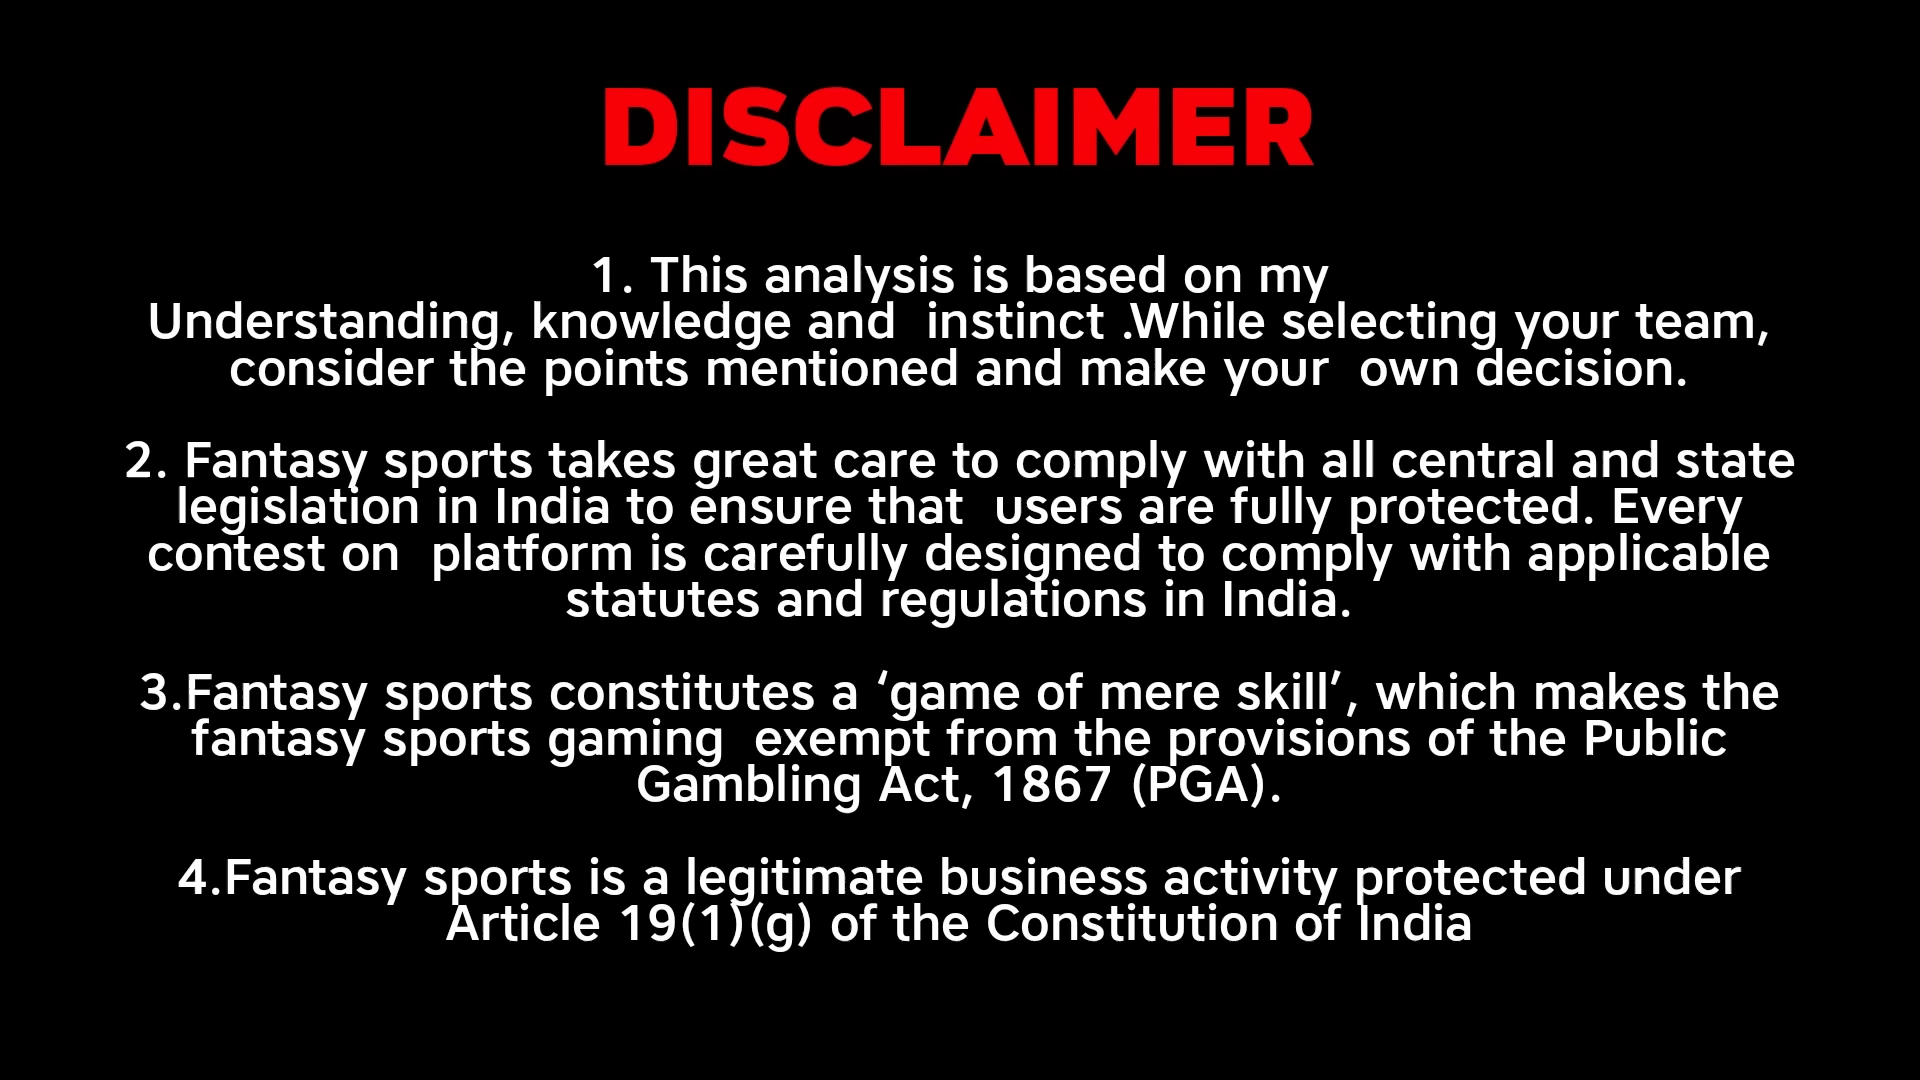 DISCLAIMER
1. This analysis is based on my
Understanding, knowledge and  instinct .While selecting your team,
consider the points mentioned and make your  own decision.
2. Fantasy sports takes great care to comply with all central and state
legislation in India to ensure that  users are fully protected. Every
contest on  platform is carefully designed to comply with applicable
statutes and regulations in India.
3.Fantasy sports constitutes a ‘game of mere skill’, which makes the
fantasy sports gaming  exempt from the provisions of the Public
Gambling Act, 1867 (PGA).
4.Fantasy sports is a legitimate business activity protected under
Article 19(1)(g) of the Constitution of India